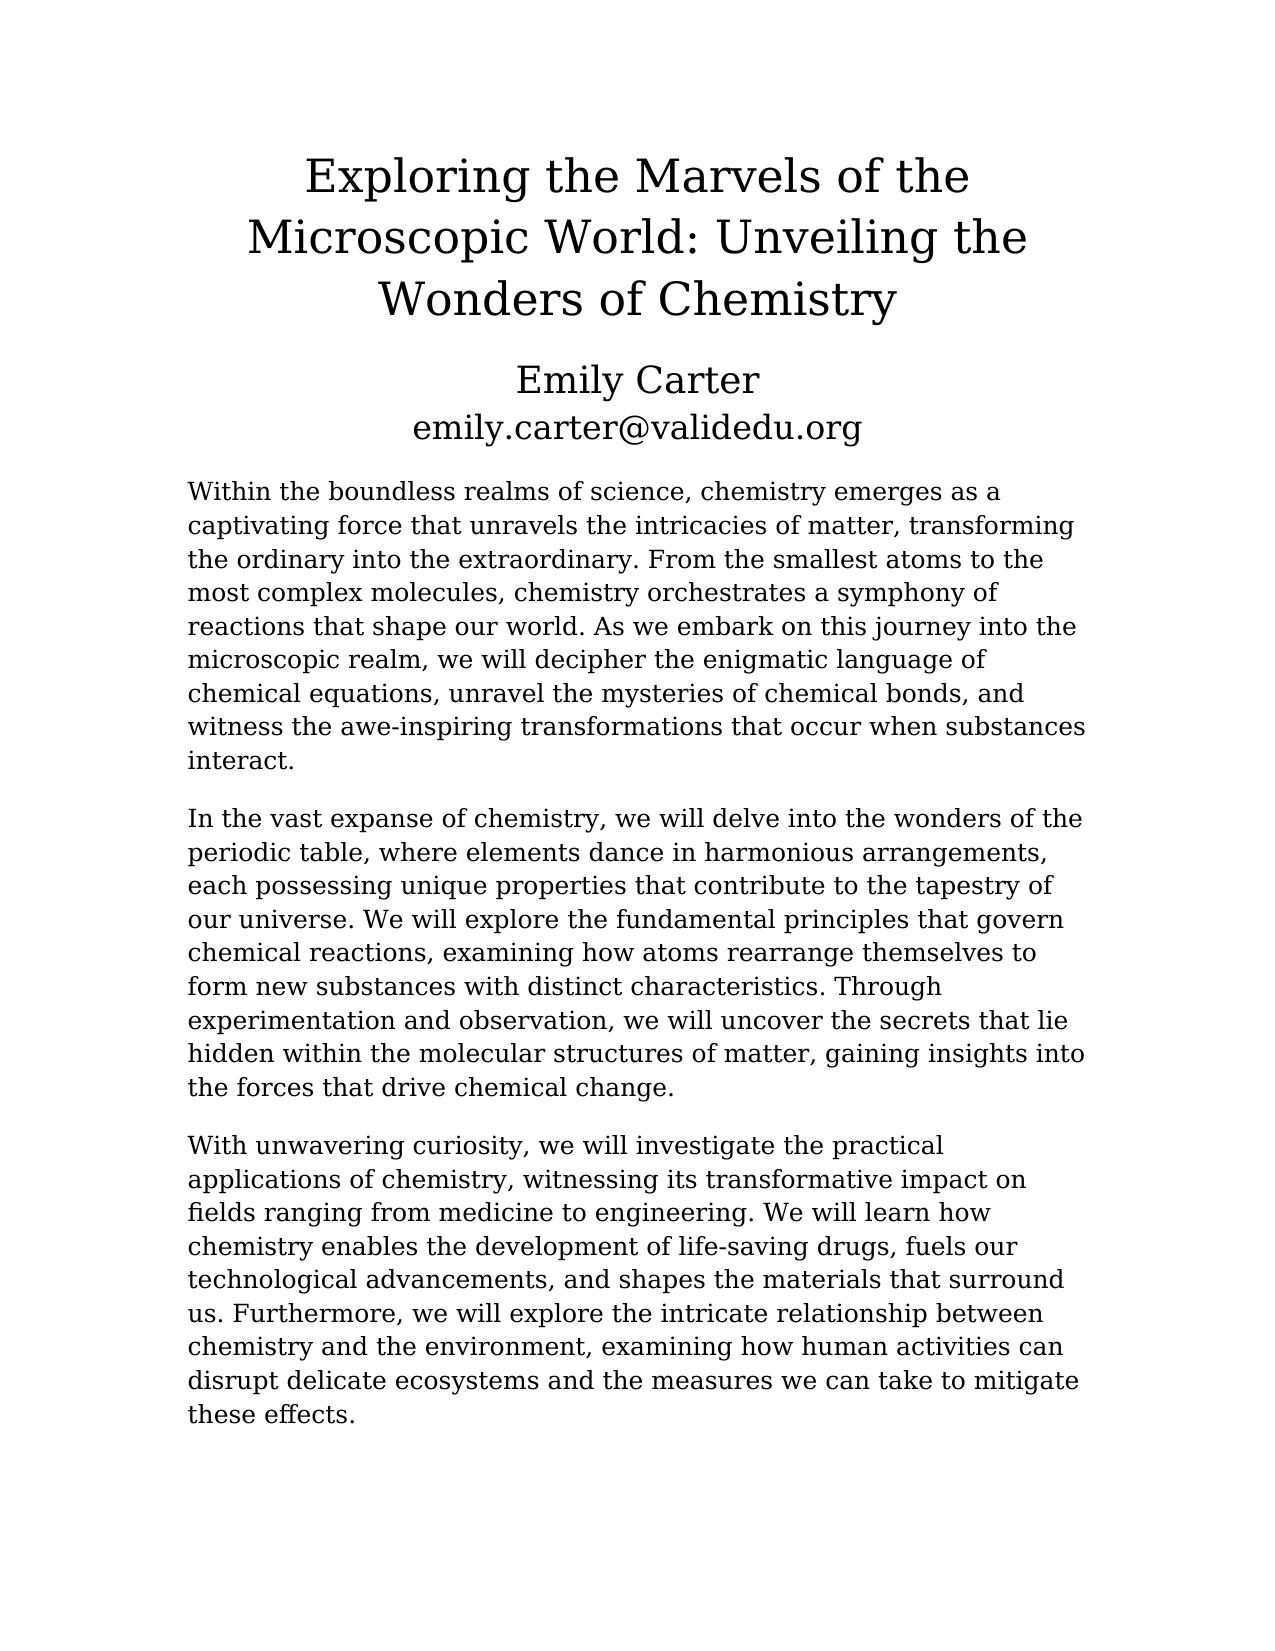 Exploring the Marvels of the
Microscopic World: Unveiling the
Wonders of Chemistry
Emily Carter
emily.carter@validedu.org
Within the boundless realms of science, chemistry emerges as a
captivating force that unravels the intricacies of matter, transforming
the ordinary into the extraordinary. From the smallest atoms to the
most complex molecules, chemistry orchestrates a symphony of
reactions that shape our world. As we embark on this journey into the
microscopic realm, we will decipher the enigmatic language of
chemical equations, unravel the mysteries of chemical bonds, and
witness the awe-inspiring transformations that occur when substances
interact.
In the vast expanse of chemistry, we will delve into the wonders of the
periodic table, where elements dance in harmonious arrangements,
each possessing unique properties that contribute to the tapestry of
our universe. We will explore the fundamental principles that govern
chemical reactions, examining how atoms rearrange themselves to
form new substances with distinct characteristics. Through
experimentation and observation, we will uncover the secrets that lie
hidden within the molecular structures of matter, gaining insights into
the forces that drive chemical change.
With unwavering curiosity, we will investigate the practical
applications of chemistry, witnessing its transformative impact on
fields ranging from medicine to engineering. We will learn how
chemistry enables the development of life-saving drugs, fuels our
technological advancements, and shapes the materials that surround
us. Furthermore, we will explore the intricate relationship between
chemistry and the environment, examining how human activities can
disrupt delicate ecosystems and the measures we can take to mitigate
these effects.